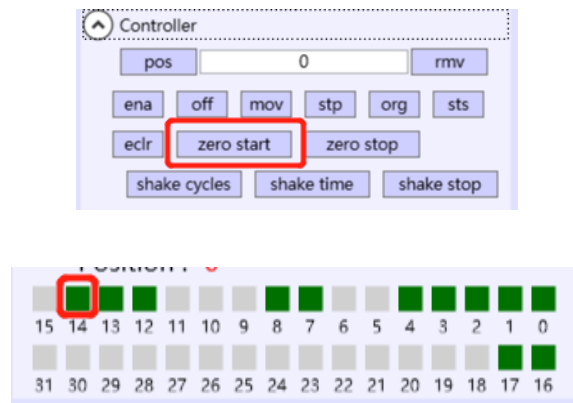 Controller
pos 0 rmv
ena off mov stp org sts
eclr zero start zero stop
shake cycles shake time shake stop
Position : 0
15 14 13 12 11 10 9 8 7 6 5 4 3 2 1 0
31 30 29 28 27 26 25 24 23 22 21 20 19 18 17 16